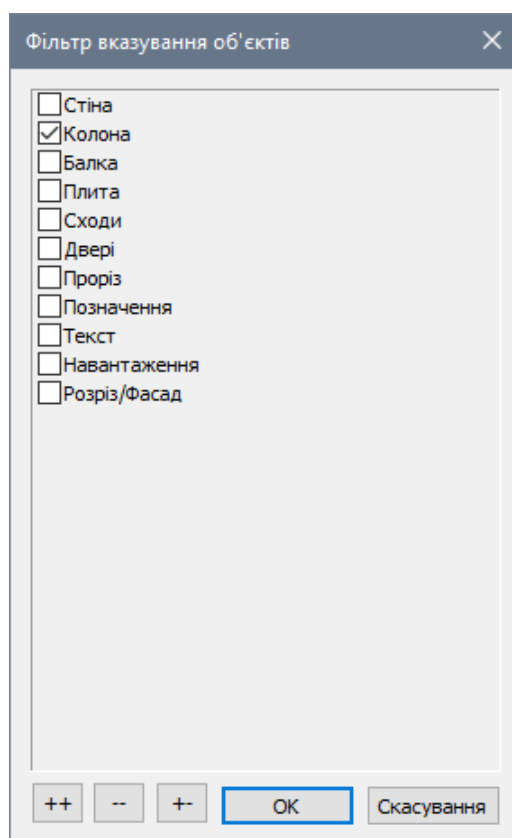 Фільтр вказування об'єктів
Стіна
Колона
Балка
Плита
Сходи
Двері
Проріз
Позначення
Текст
Навантаження
Розріз/Фасад
++ -- +- OK Скасування